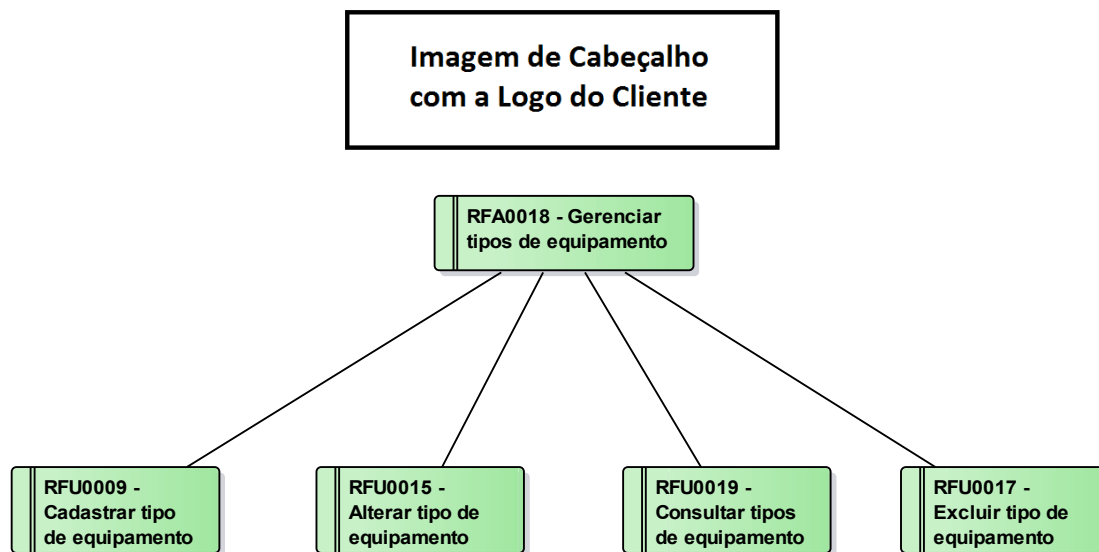 Imagem de Cabeçalho
com a Logo do Cliente
RFA0018 - Gerenciar
tipos de equipamento
RFU0009 -
Cadastrar tipo
de equipamento
RFU0015 -
Alterar tipo de
equipamento
RFU0019 -
Consultar tipos
de equipamento
RFU0017 -
Excluir tipo de
equipamento